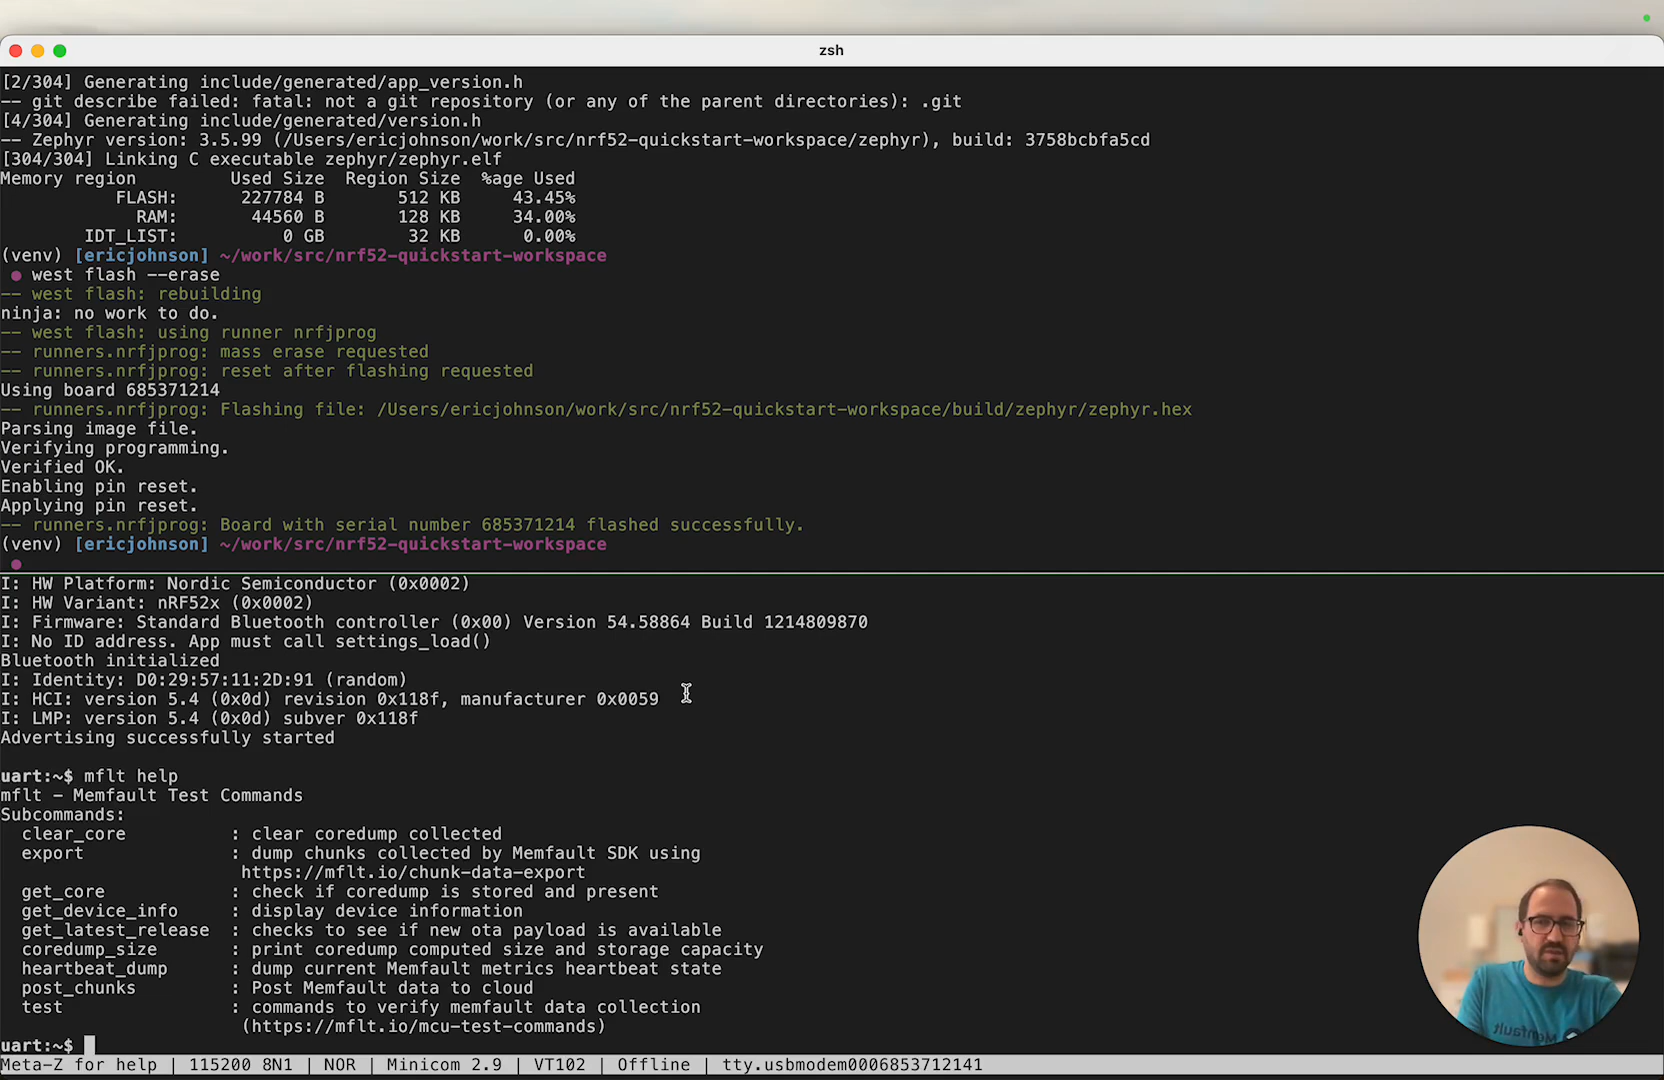 zsh
[2/304] Generating include/generated/app_version.h
-- git describe failed: fatal: not a git repository (or any of the parent directories): .git
[4/304] Generating include/generated/version.h
-- Zephyr version: 3.5.99 (/Users/ericjohnson/work/src/nrf52-quickstart-workspace/zephyr), build: 3758bcbfa5cd
[304/304] Linking C executable zephyr/zephyr.elf
Memory region         Used Size  Region Size  %age Used
           FLASH:      227784 B       512 KB     43.45%
             RAM:       44560 B       128 KB     34.00%
        IDT_LIST:          0 GB        32 KB      0.00%
(venv) [ericjohnson] ~/work/src/nrf52-quickstart-workspace
● west flash --erase
-- west flash: rebuilding
ninja: no work to do.
-- west flash: using runner nrfjprog
-- runners.nrfjprog: mass erase requested
-- runners.nrfjprog: reset after flashing requested
Using board 685371214
-- runners.nrfjprog: Flashing file: /Users/ericjohnson/work/src/nrf52-quickstart-workspace/build/zephyr/zephyr.hex
Parsing image file.
Verifying programming.
Verified OK.
Enabling pin reset.
Applying pin reset.
-- runners.nrfjprog: Board with serial number 685371214 flashed successfully.
(venv) [ericjohnson] ~/work/src/nrf52-quickstart-workspace
●
I: HW Platform: Nordic Semiconductor (0x0002)
I: HW Variant: nRF52x (0x0002)
I: Firmware: Standard Bluetooth controller (0x00) Version 54.58864 Build 1214809870
I: No ID address. App must call settings_load()
Bluetooth initialized
I: Identity: D0:29:57:11:2D:91 (random)
I: HCI: version 5.4 (0x0d) revision 0x118f, manufacturer 0x0059
I: LMP: version 5.4 (0x0d) subver 0x118f
Advertising successfully started
uart:~$ mflt help
mflt - Memfault Test Commands
Subcommands:
  clear_core          : clear coredump collected
  export              : dump chunks collected by Memfault SDK using
                       https://mflt.io/chunk-data-export
  get_core            : check if coredump is stored and present
  get_device_info     : display device information
  get_latest_release  : checks to see if new ota payload is available
  coredump_size       : print coredump computed size and storage capacity
  heartbeat_dump      : dump current Memfault metrics heartbeat state
  post_chunks         : Post Memfault data to cloud
  test                : commands to verify memfault data collection
                       (https://mflt.io/mcu-test-commands)
uart:~$
Meta-Z for help | 115200 8N1 | NOR | Minicom 2.9 | VT102 | Offline | tty.usbmodem0006853712141